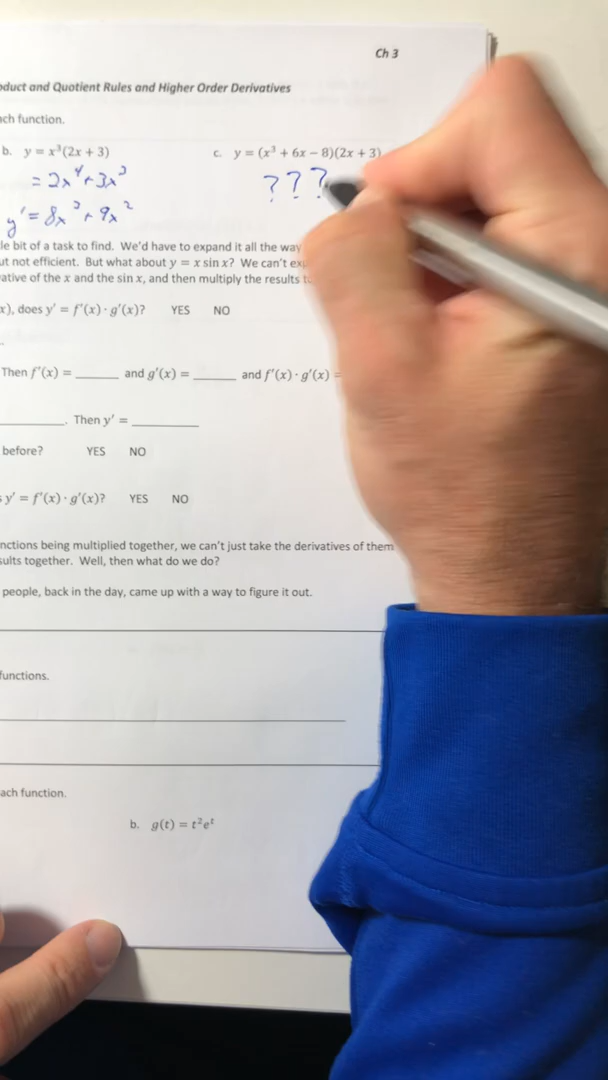 Ch 3
oduct and Quotient Rules and Higher Order Derivatives
ach function.
b. y = x³(2x + 3)
c. y = (x³ + 6x − 8)(2x + 3)
= 2x⁴ + 3x³
? ? ?
y' = 8x³ + 9x²
le bit of a task to find. We'd have to expand it all the way
ut not efficient. But what about y = x sin x? We can't exp
ative of the x and the sin x, and then multiply the results t
x), does y' = f'(x) · g'(x)? YES NO
Then f'(x) = ______ and g'(x) = ______ and f'(x) · g'(x) =
_________. Then y' = _________
before? YES NO
s y' = f'(x) · g'(x)? YES NO
nctions being multiplied together, we can't just take the derivatives of them
sults together. Well, then what do we do?
people, back in the day, came up with a way to figure it out.
functions.
ach function.
b. g(t) = t²eᵗ